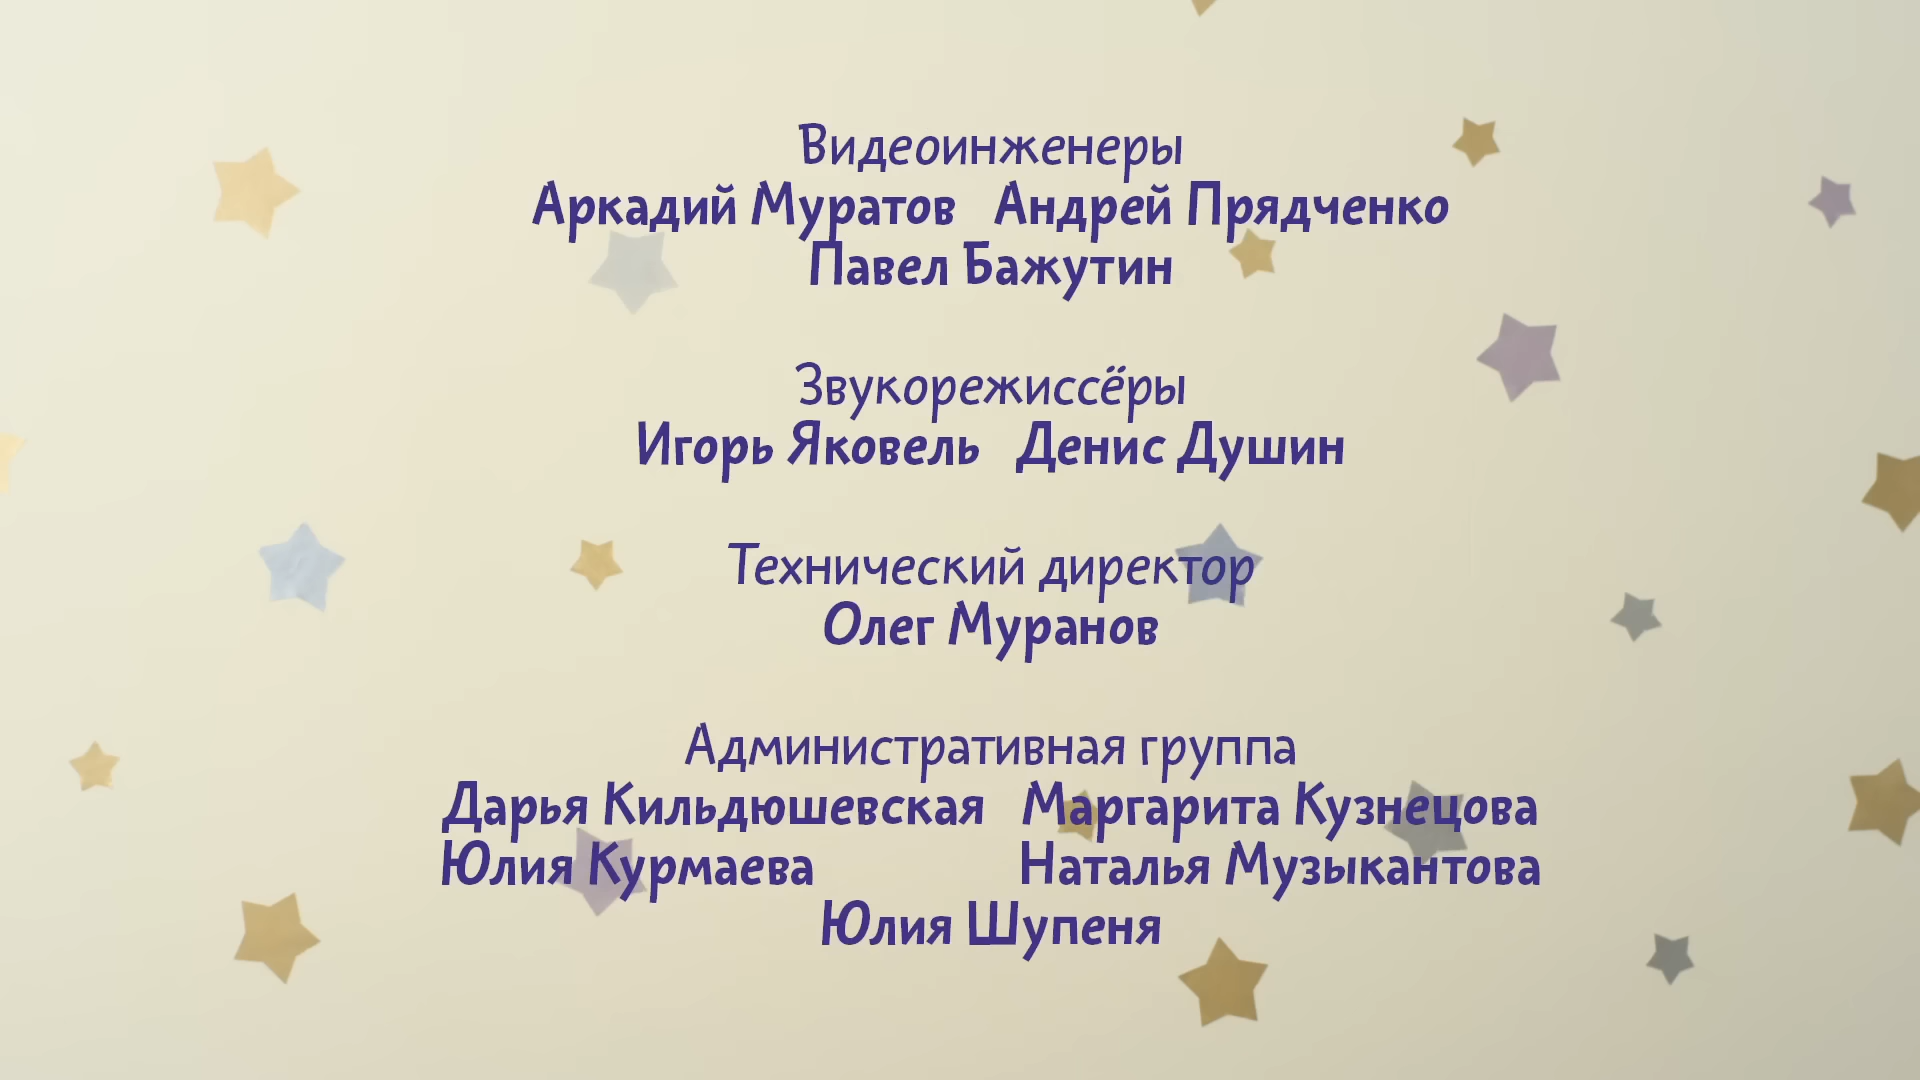 Видеоинженеры
Аркадий Муратов Андрей Прядченко
Павел Бажутин
Звукорежиссёры
Игорь Яковель Денис Душин
Технический директор
Олег Муранов
Административная группа
Дарья Кильдюшевская Маргарита Кузнецова
Юлия Курмаева Наталья Музыкантова
Юлия Шупеня